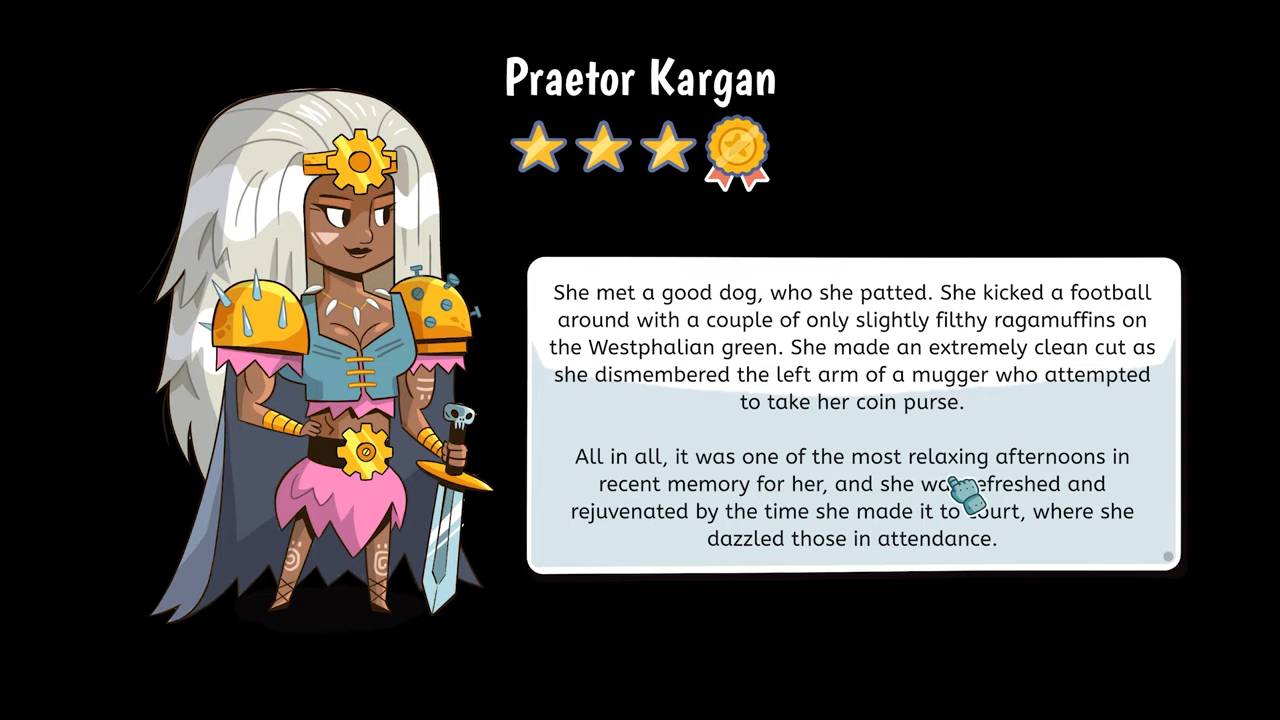 Praetor Kargan
She met a good dog, who she patted. She kicked a football
around with a couple of only slightly filthy ragamuffins on
the Westphalian green. She made an extremely clean cut as
she dismembered the left arm of a mugger who attempted
to take her coin purse.
All in all, it was one of the most relaxing afternoons in
recent memory for her, and she was refreshed and
rejuvenated by the time she made it to court, where she
dazzled those in attendance.